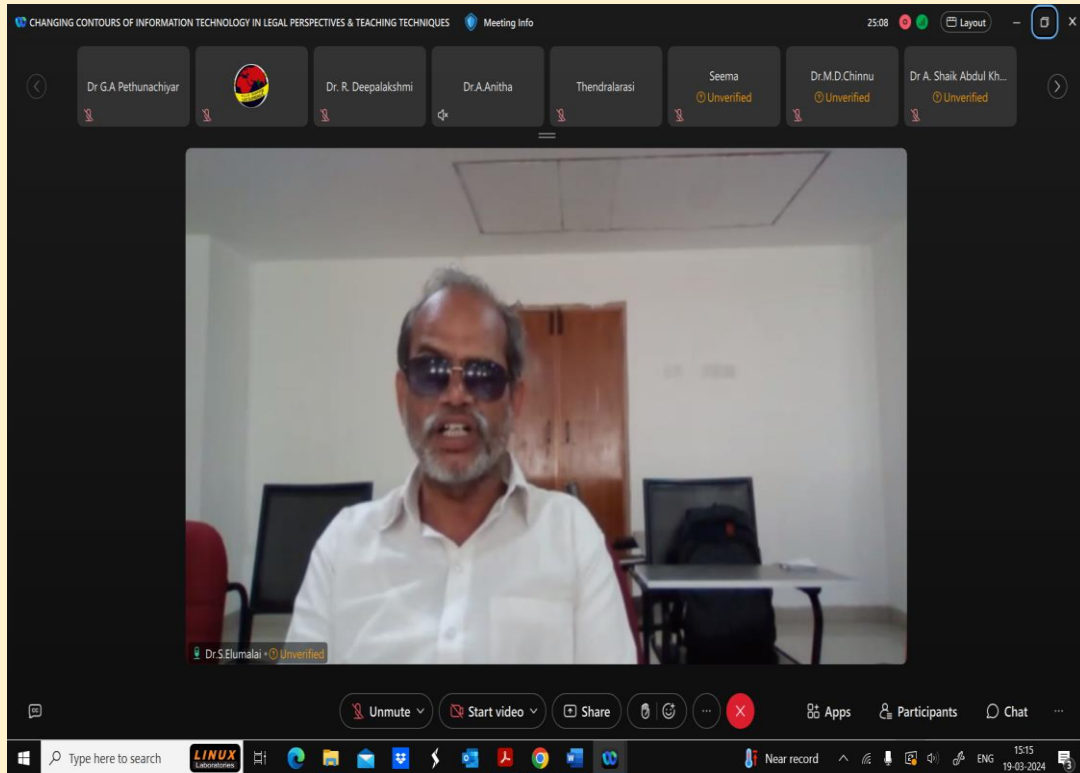 CHANGING CONTOURS OF INFORMATION TECHNOLOGY IN LEGAL PERSPECTIVES & TEACHING TECHNIQUES
Meeting Info
25:08
Layout
Dr G.A Pethunachiyar
Dr. R. Deepalakshmi
Dr.A.Anitha
Thendralarasi
Seema
Unverified
Dr.M.D.Chinnu
Unverified
Dr A. Shaik Abdul Kh...
Unverified
Dr.S.Elumalai • Unverified
Unmute
Start video
Share
Apps
Participants
Chat
Type here to search
LINUX
Laboratories
Near record
ENG
15:15
19-03-2024
3